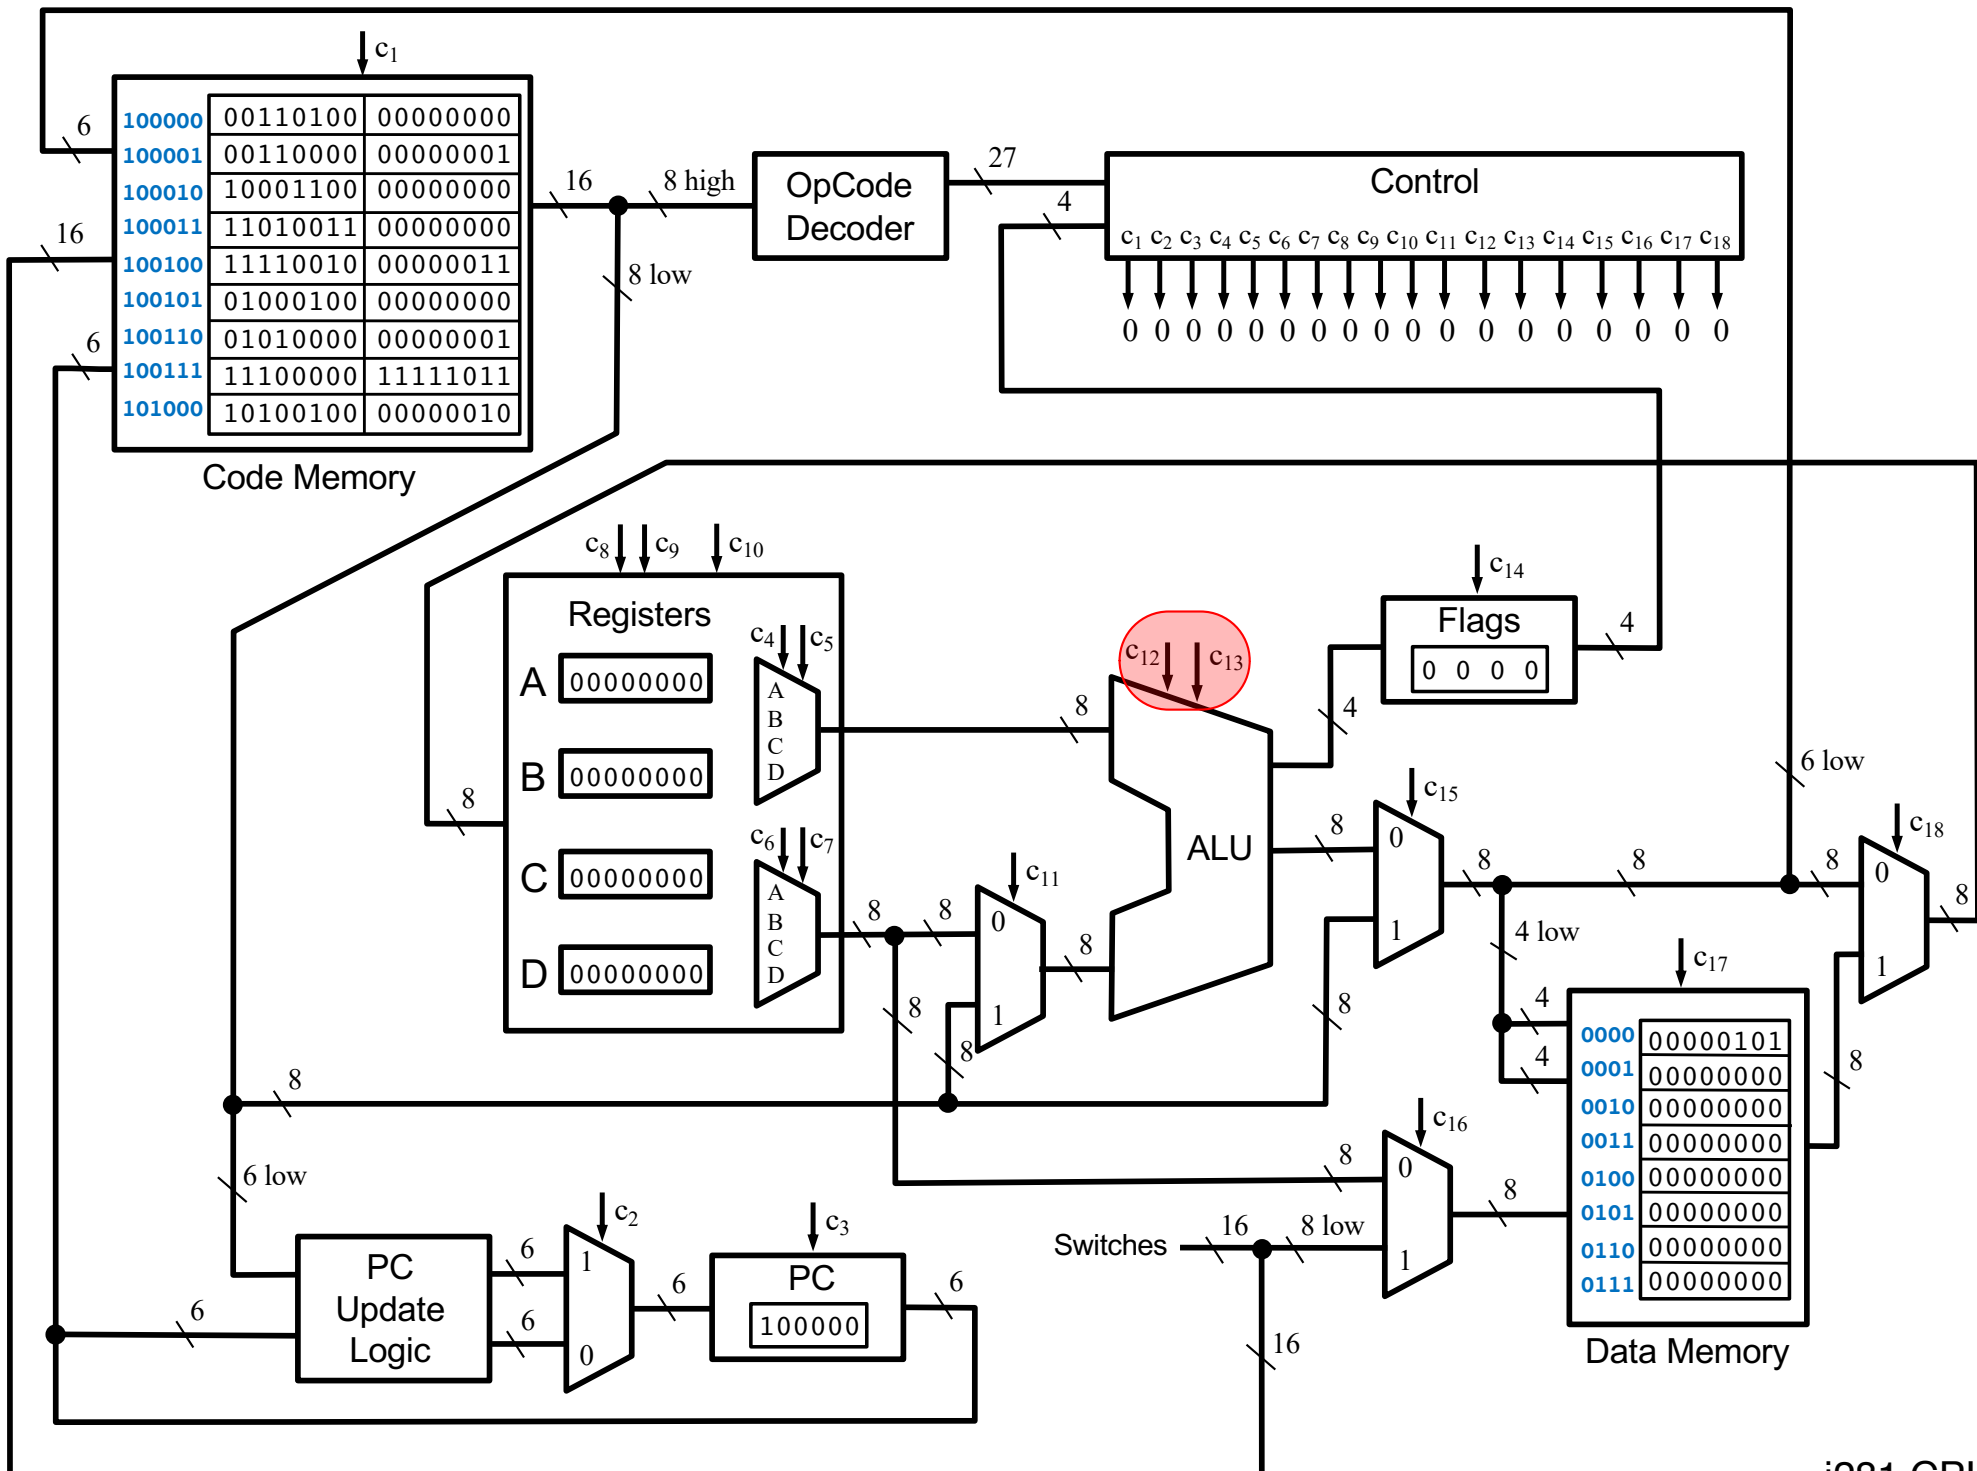 c1
100000 00110100 00000000
100001 00110000 00000001
100010 10001100 00000000
100011 11010011 00000000
100100 11110010 00000011
100101 01000100 00000000
100110 01010000 00000001
100111 11100000 11111011
101000 10100100 00000010
Code Memory
6
16
6
16
8 high
8 low
OpCode
Decoder
27
4
Control
c1 c2 c3 c4 c5 c6 c7 c8 c9 c10 c11 c12 c13 c14 c15 c16 c17 c18
0 0 0 0 0 0 0 0 0 0 0 0 0 0 0 0 0 0
c8 c9 c10
Registers
A 00000000
B 00000000
C 00000000
D 00000000
c4 c5
A
B
C
D
c6 c7
A
B
C
D
8
8
8
8
8
8
c11
0
1
8
8
c12 c13
ALU
c14
Flags
0 0 0 0
4
4
8
c15
0
1
8
8
8
6 low
8
c18
0
1
8
4 low
4
4
c17
0000 00000101
0001 00000000
0010 00000000
0011 00000000
0100 00000000
0101 00000000
0110 00000000
0111 00000000
Data Memory
8
8
c16
0
1
8
8
Switches
16
8 low
16
6 low
PC
Update
Logic
6
6
6
c2
1
0
6
c3
PC
100000
6